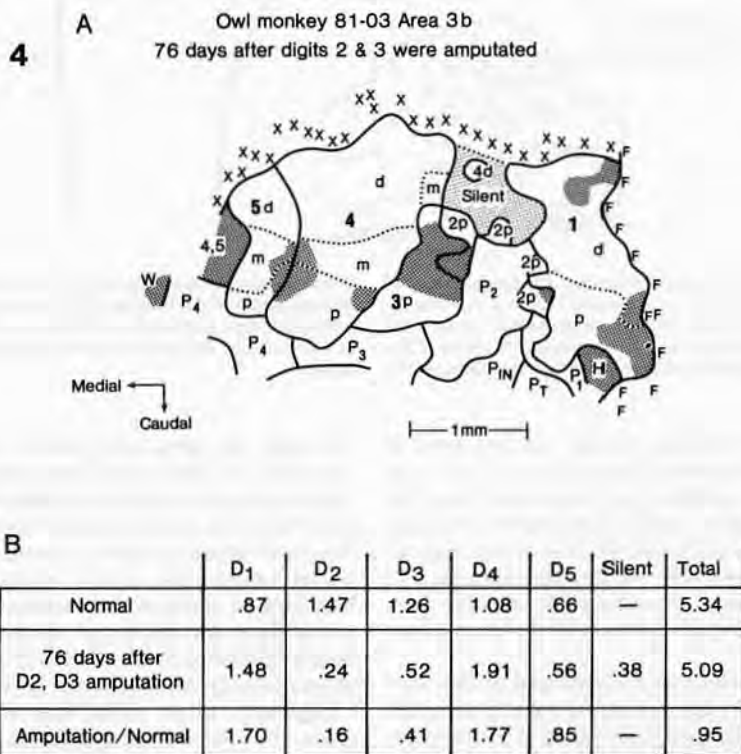 4
A
Owl monkey 81-03 Area 3b
76 days after digits 2 & 3 were amputated
X X X X X X X X X X X X X X X X X X X X X X X X
F
4d
Silent
d
m
5 d
4
1
2p 2p
4,5
m
m
2p
d
W
P4
p
p
3p
P2
2p
p
P4
P3
PIN
PT
P1
H
F F F F F F FF F F F F
Medial
Caudal
1mm
B
D1 D2 D3 D4 D5 Silent Total
Normal .87 1.47 1.26 1.08 .66 — 5.34
76 days after
D2, D3 amputation 1.48 .24 .52 1.91 .56 .38 5.09
Amputation/Normal 1.70 .16 .41 1.77 .85 — .95